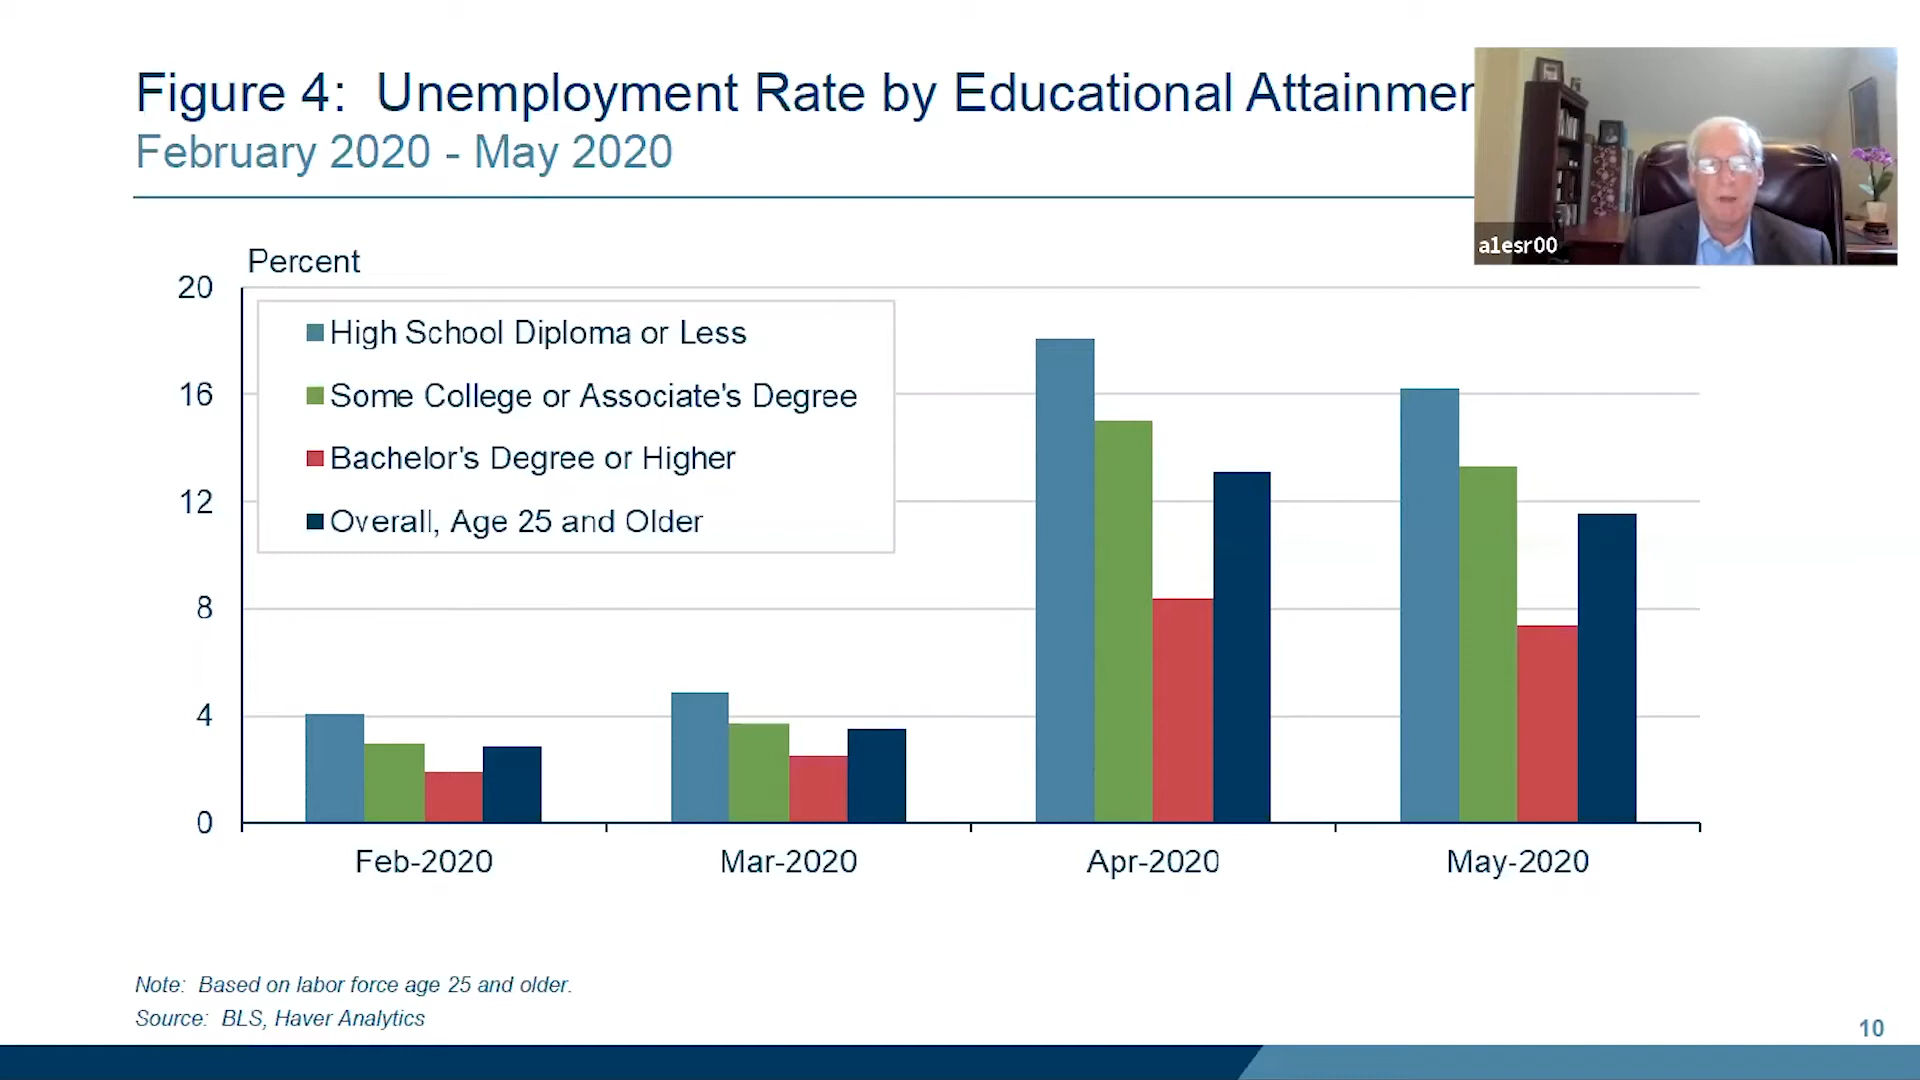 Figure 4: Unemployment Rate by Educational Attainmen
February 2020 - May 2020
a1esr00
Percent
20
16
12
8
4
0
High School Diploma or Less
Some College or Associate's Degree
Bachelor's Degree or Higher
Overall, Age 25 and Older
Feb-2020 Mar-2020 Apr-2020 May-2020
Note: Based on labor force age 25 and older.
Source: BLS, Haver Analytics
10